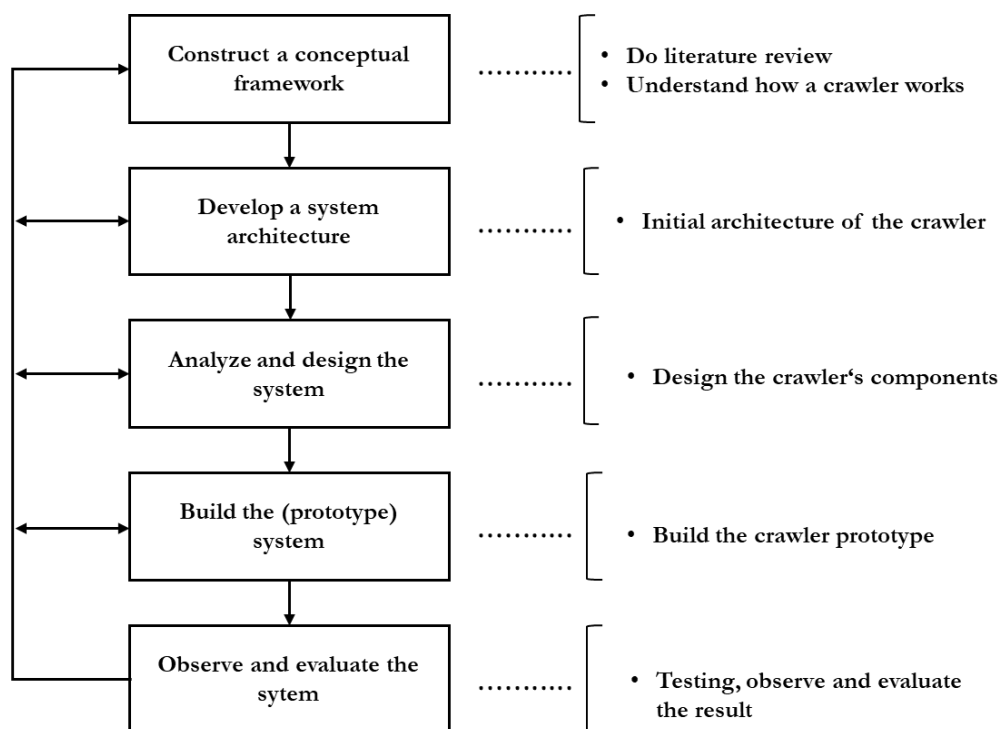 Construct a conceptual
framework
• Do literature review
• Understand how a crawler works
Develop a system
architecture
• Initial architecture of the crawler
Analyze and design the
system
• Design the crawler‘s components
Build the (prototype)
system
• Build the crawler prototype
Observe and evaluate the
sytem
• Testing, observe and evaluate
the result